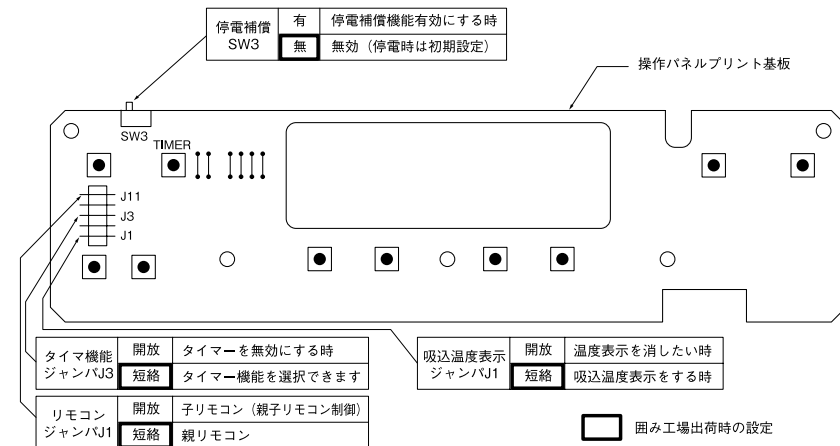 停電補償 有 停電補償機能有効にする時
SW3 無 無効（停電時は初期設定）
操作パネルプリント基板
SW3
TIMER
J11
J3
J1
タイマ機能 開放 タイマーを無効にする時
ジャンパJ3 短絡 タイマー機能を選択できます
吸込温度表示 開放 温度表示を消したい時
ジャンパJ1 短絡 吸込温度表示をする時
リモコン 開放 子リモコン（親子リモコン制御）
ジャンパJ1 短絡 親リモコン
囲み工場出荷時の設定